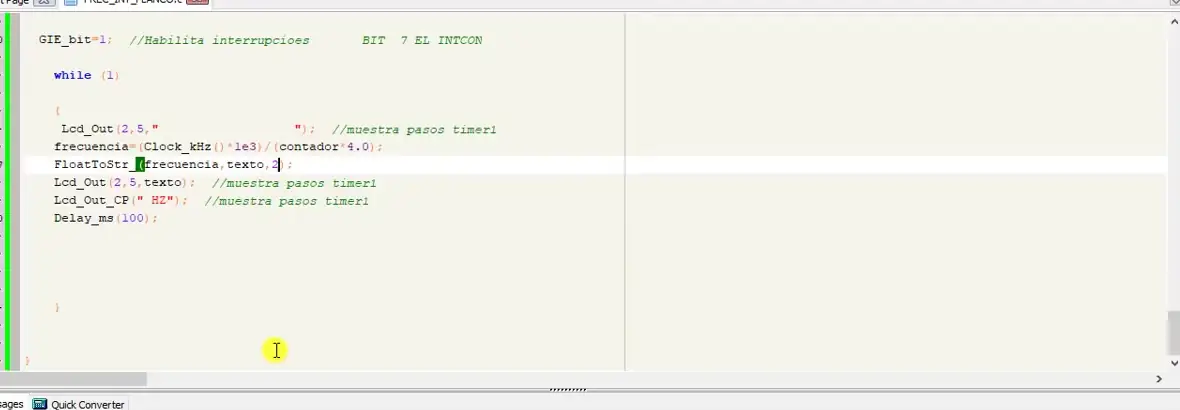 FREC_INT_FLANCO.c
GIE_bit=1; //Habilita interrupcioes BIT 7 EL INTCON
while (1)
{
Lcd_Out(2,5," "); //muestra pasos timer1
frecuencia=(Clock_kHz()*1e3)/(contador*4.0);
FloatToStr_(frecuencia,texto,2);
Lcd_Out(2,5,texto); //muestra pasos timer1
Lcd_Out_CP(" HZ"); //muestra pasos timer1
Delay_ms(100);
}
}
Quick Converter